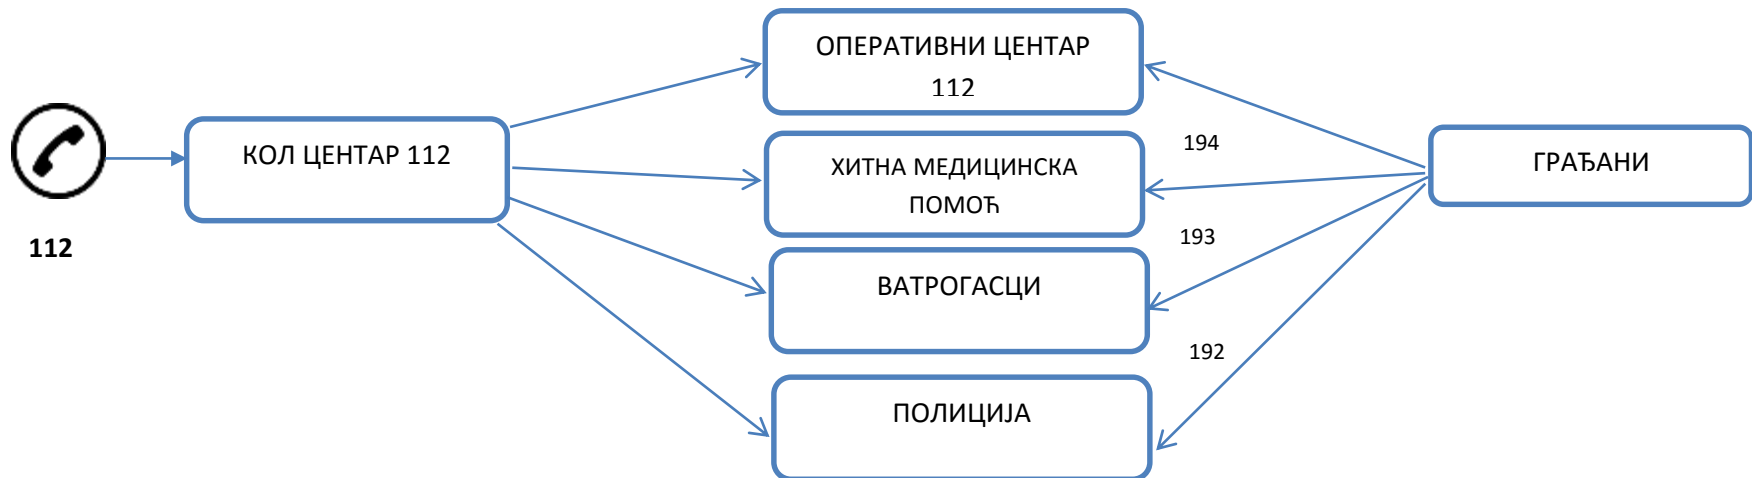 112
КОЛ ЦЕНТАР 112
ОПЕРАТИВНИ ЦЕНТАР
112
ХИТНА МЕДИЦИНСКА
ПОМОЋ
ВАТРОГАСЦИ
ПОЛИЦИЈА
194
193
192
ГРАЂАНИ